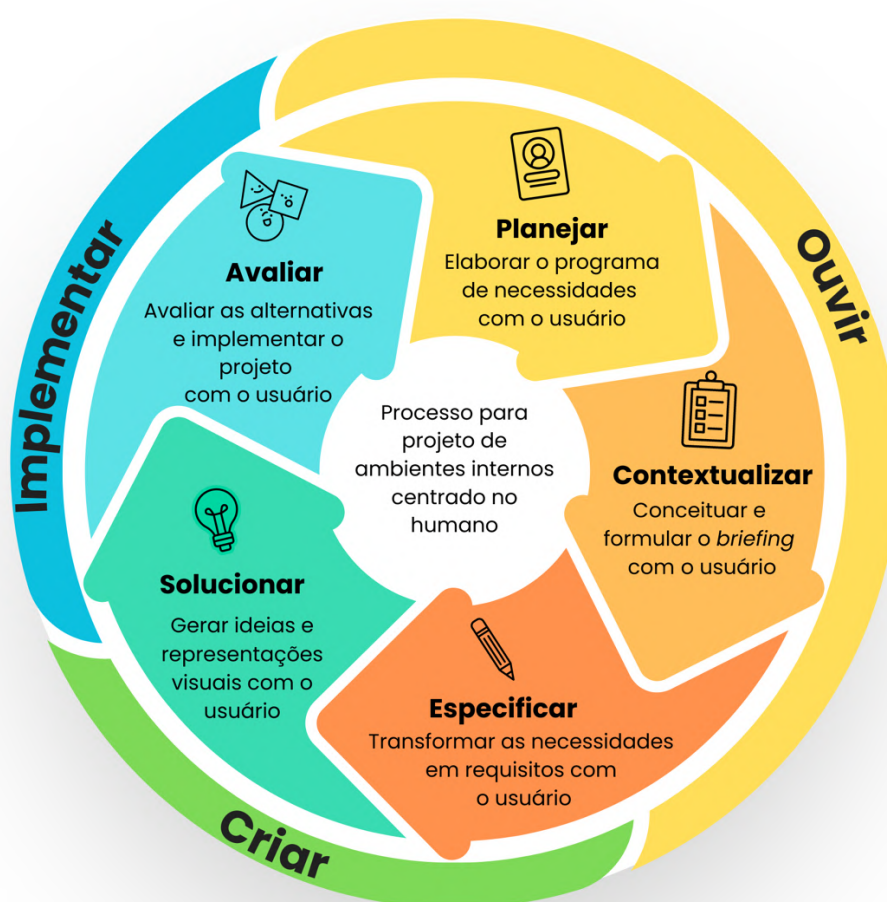 Implementar
Ouvir
Criar
Planejar
Elaborar o programa
de necessidades
com o usuário
Contextualizar
Conceituar e
formular o briefing
com o usuário
Especificar
Transformar as necessidades
em requisitos com
o usuário
Solucionar
Gerar ideias e
representações
visuais com o
usuário
Avaliar
Avaliar as alternativas
e implementar o
projeto
com o usuário
Processo para
projeto de
ambientes internos
centrado no
humano